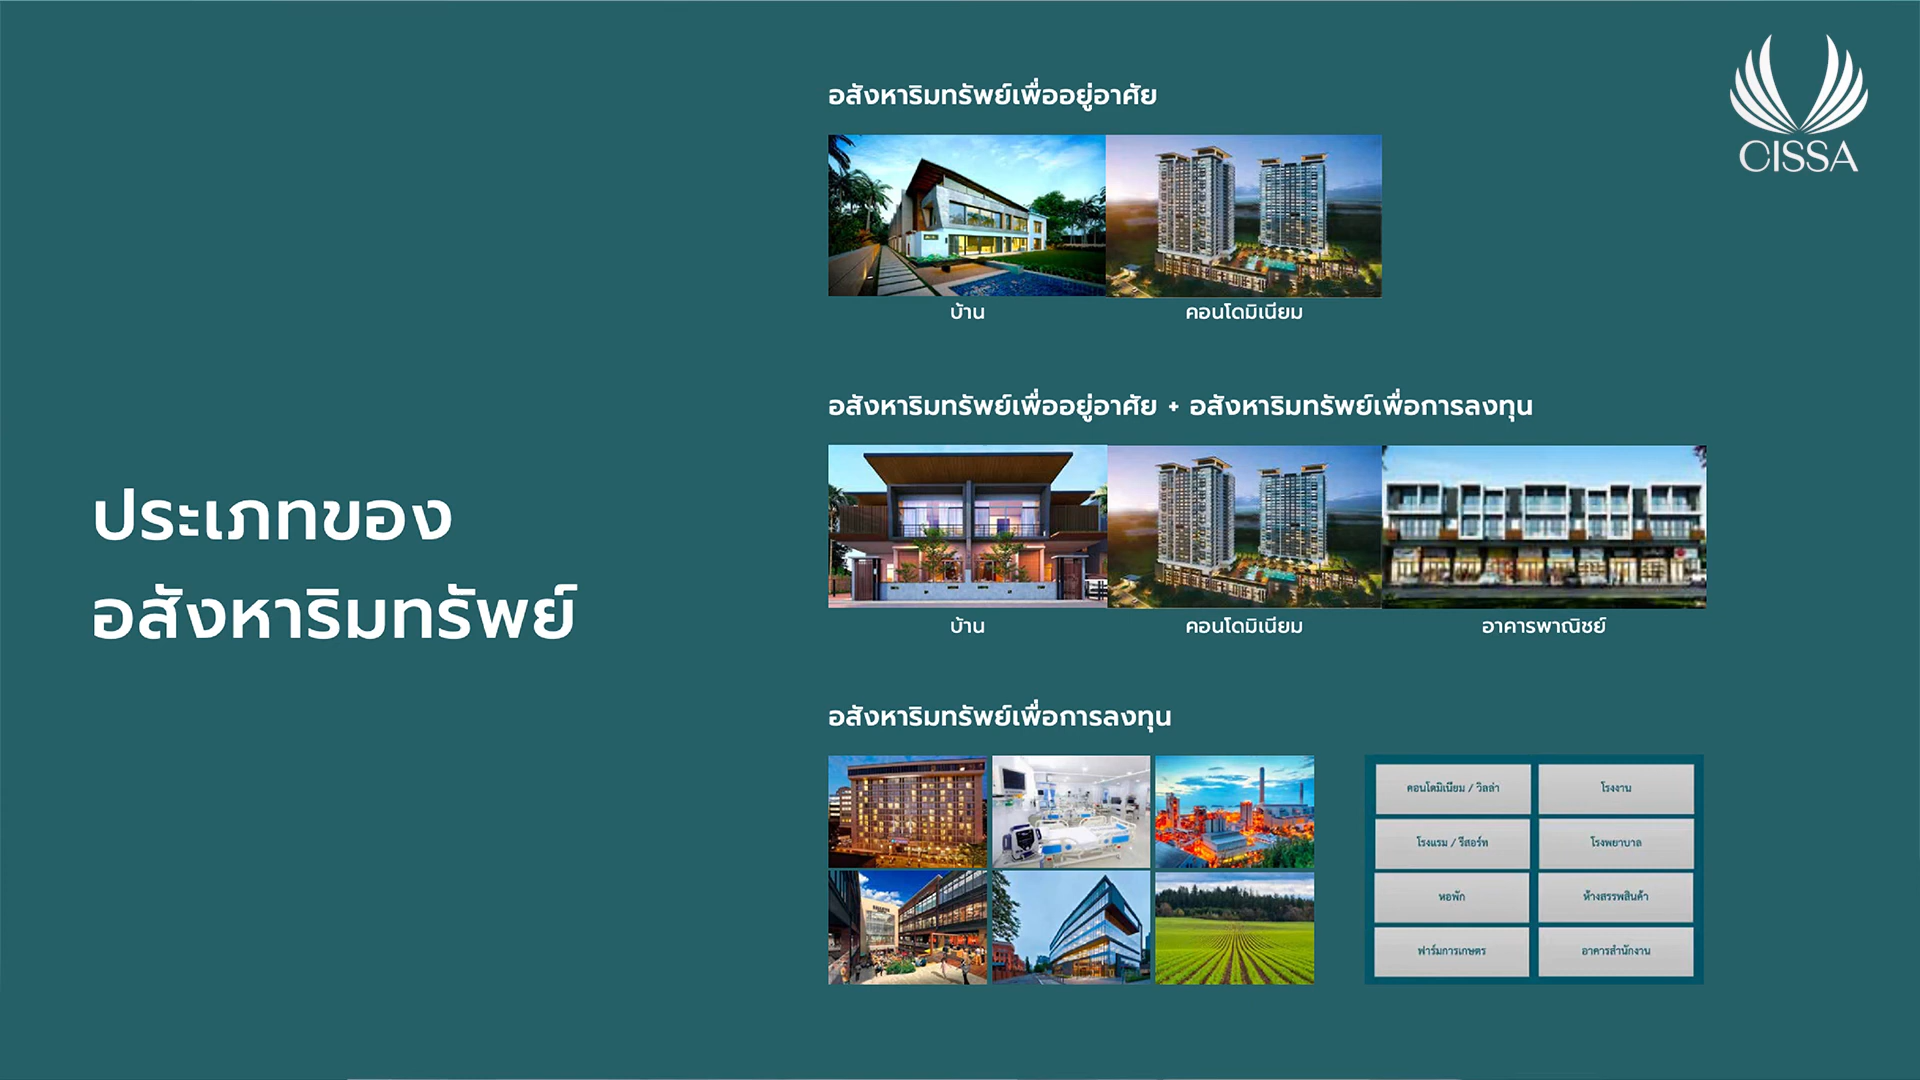 CISSA
ประเภทของ
อสังหาริมทรัพย์
อสังหาริมทรัพย์เพื่ออยู่อาศัย
บ้าน
คอนโดมิเนียม
อสังหาริมทรัพย์เพื่ออยู่อาศัย + อสังหาริมทรัพย์เพื่อการลงทุน
บ้าน
คอนโดมิเนียม
อาคารพาณิชย์
อสังหาริมทรัพย์เพื่อการลงทุน
คอนโดมิเนียม / วิลล่า
โรงงาน
โรงแรม / รีสอร์ท
โรงพยาบาล
หอพัก
ห้างสรรพสินค้า
ฟาร์มการเกษตร
อาคารสำนักงาน